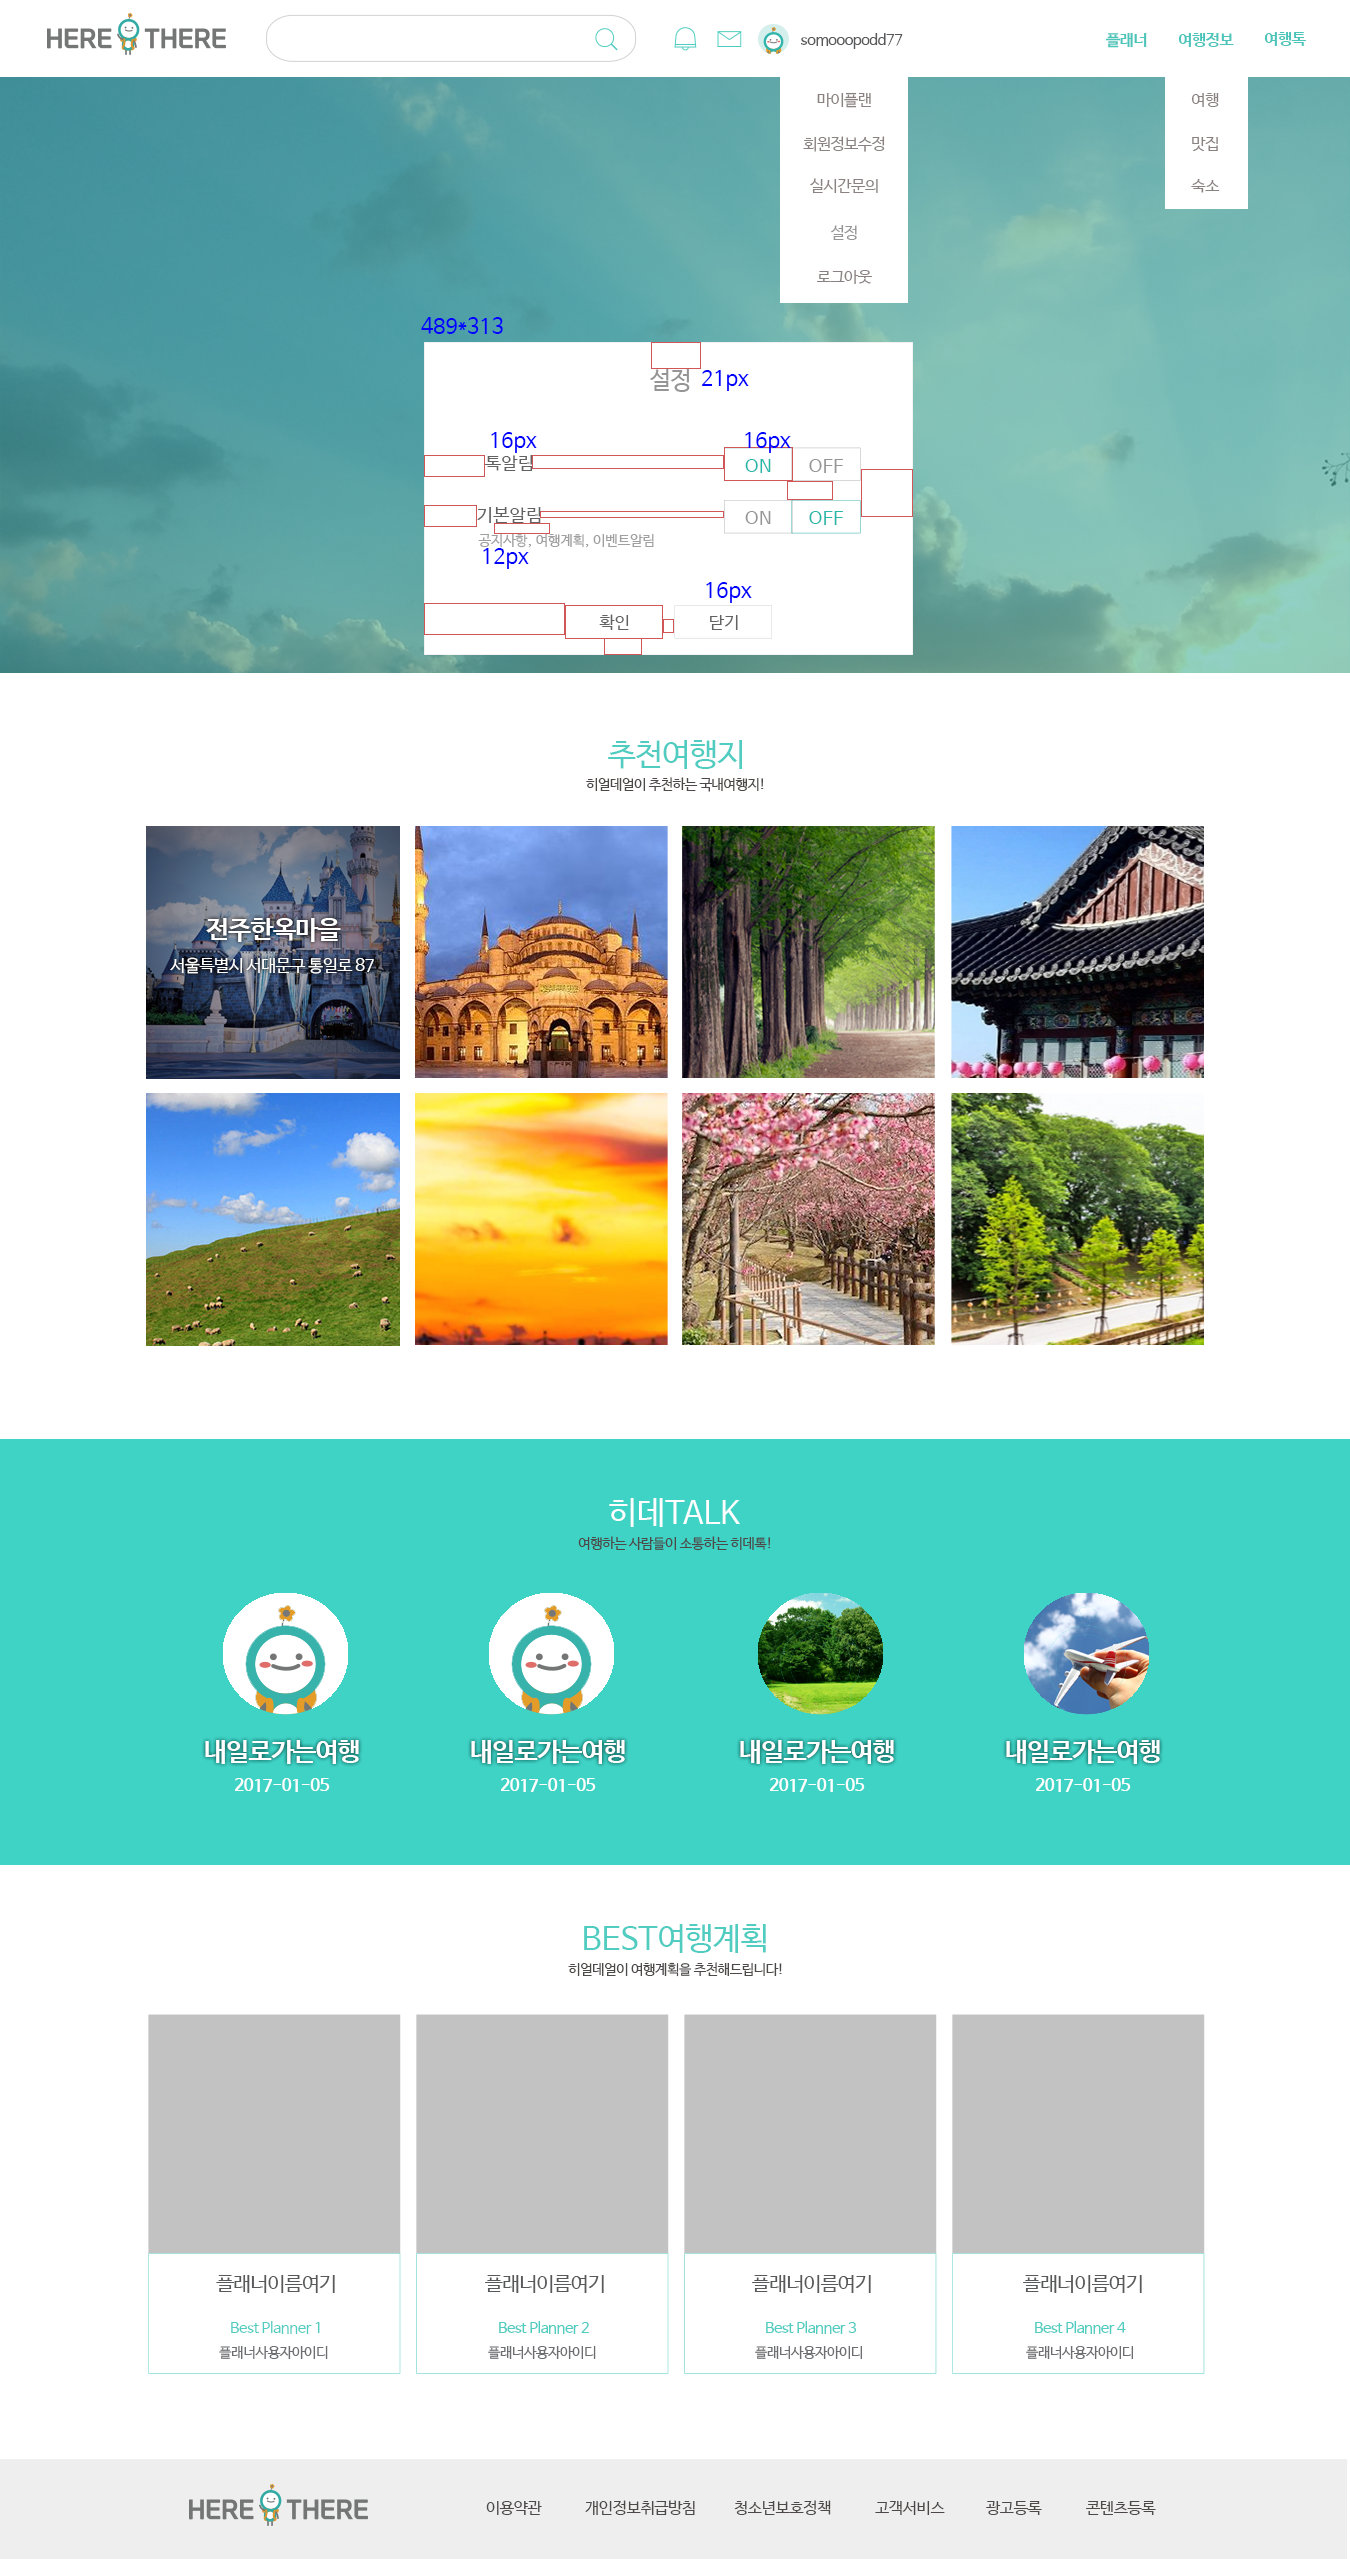 HERE THERE
somooopodd77
플래너 여행정보 여행톡
마이플랜
회원정보수정
실시간문의
설정
로그아웃
여행
맛집
숙소
489*313
설정 21px
16px 16px
톡알림 ON OFF
기본알림 ON OFF
공지사항, 여행계획, 이벤트알림
12px
16px
확인 닫기
추천여행지
히얼데얼이 추천하는 국내여행지!
전주한옥마을
서울특별시 서대문구 통일로 87
히데TALK
여행하는 사람들이 소통하는 히데톡!
내일로가는여행 내일로가는여행 내일로가는여행 내일로가는여행
2017-01-05 2017-01-05 2017-01-05 2017-01-05
BEST여행계획
히얼데얼이 여행계획을 추천해드립니다!
플래너이름여기 플래너이름여기 플래너이름여기 플래너이름여기
Best Planner 1 Best Planner 2 Best Planner 3 Best Planner 4
플래너사용자아이디 플래너사용자아이디 플래너사용자아이디 플래너사용자아이디
HERE THERE 이용약관 개인정보취급방침 청소년보호정책 고객서비스 광고등록 콘텐츠등록